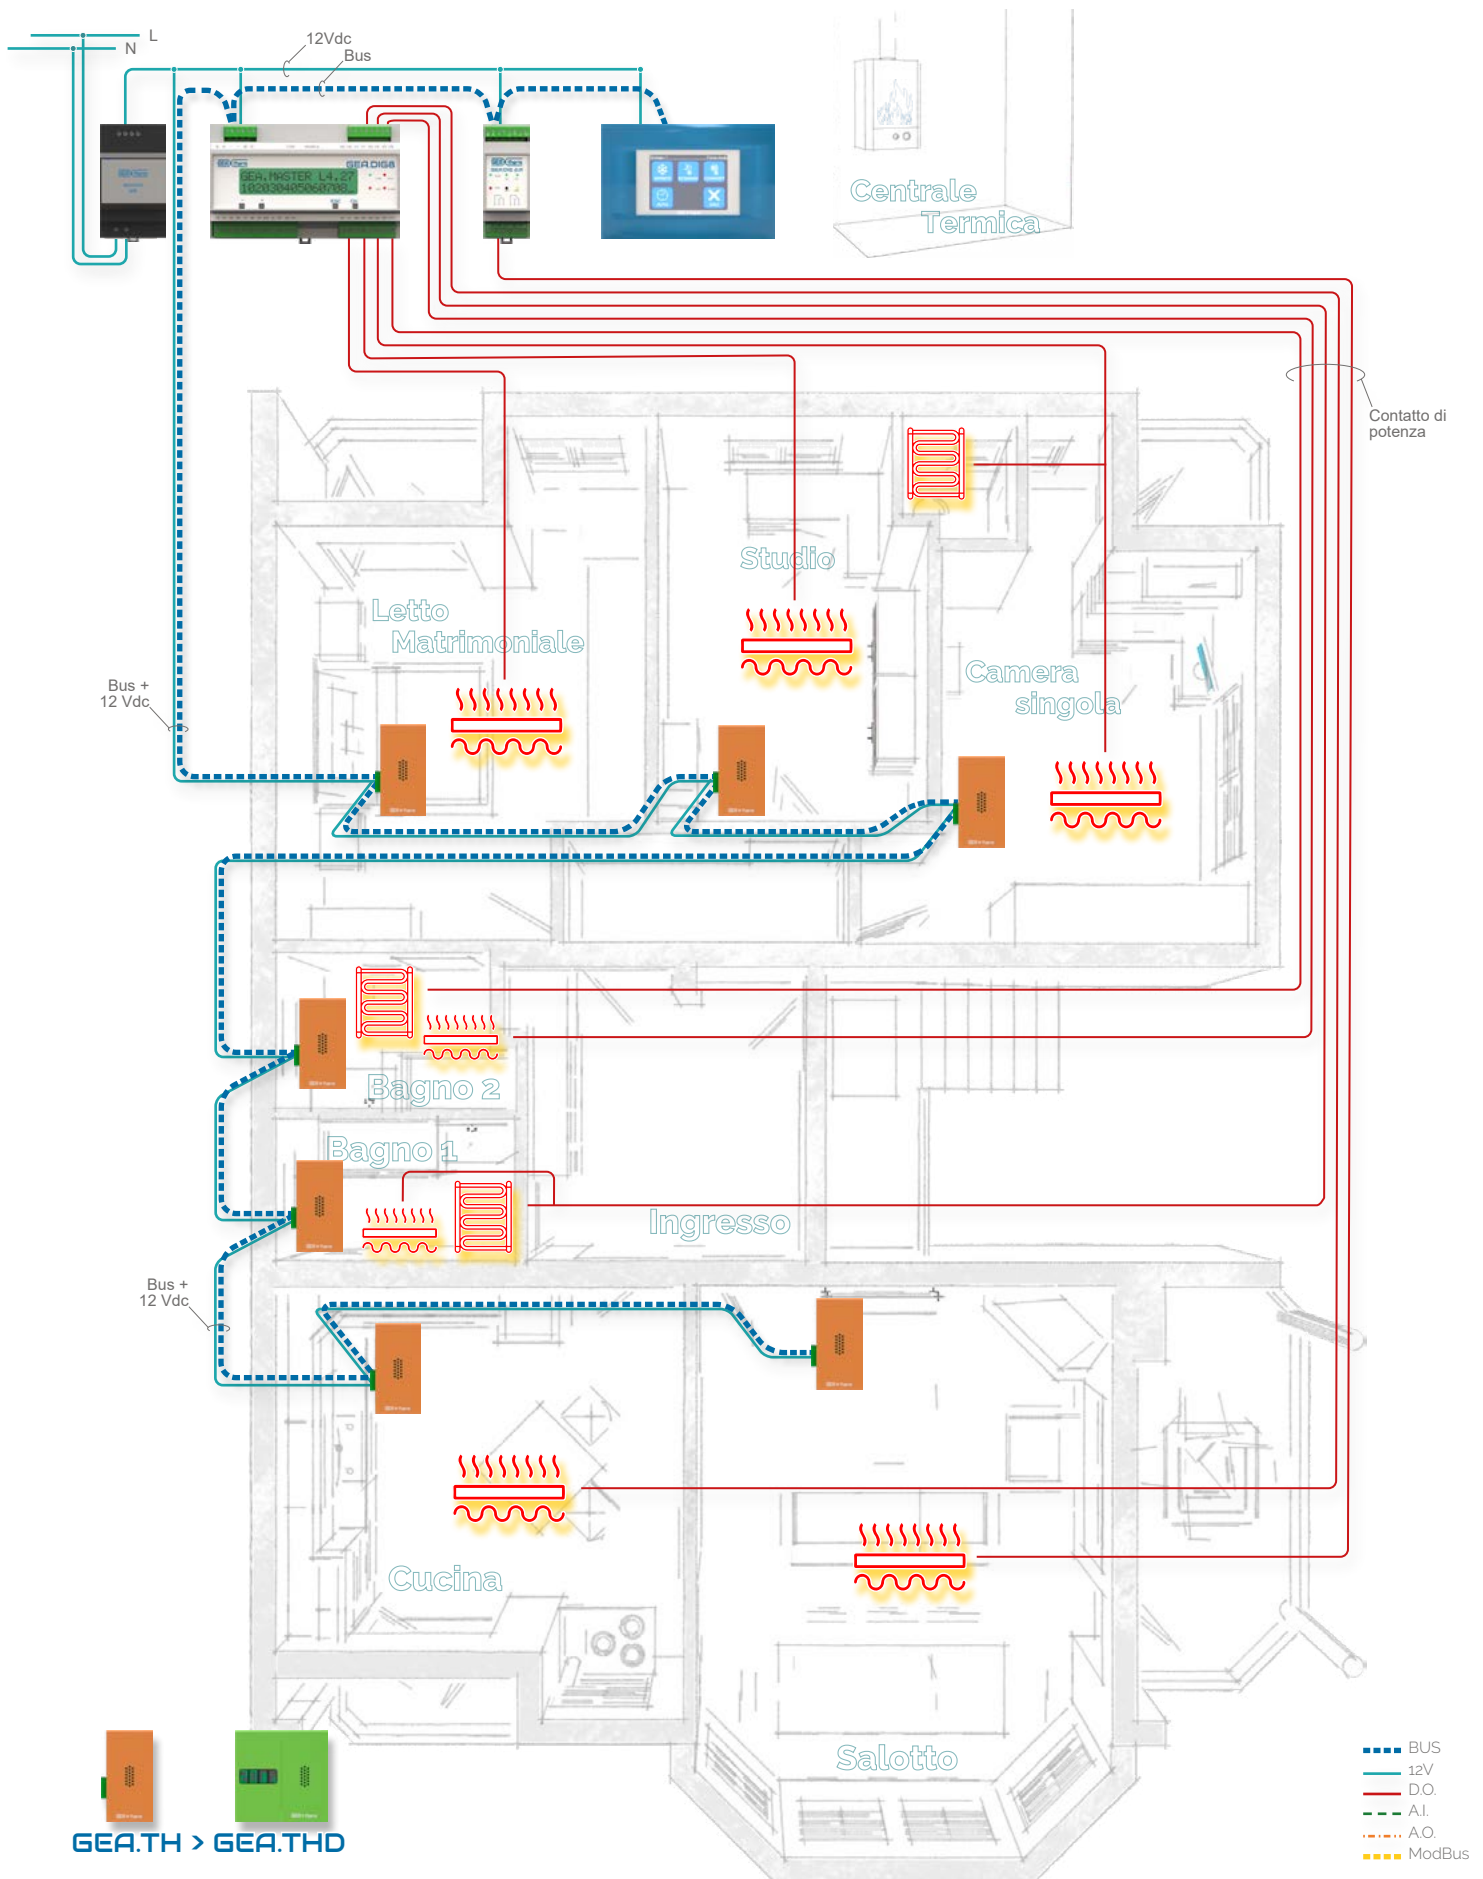 L
N
12Vdc
Bus
GEA.DIG8
GEA.MASTER L4.27
102030405060708
Centrale
Termica
Contatto di
potenza
Studio
Letto
Matrimoniale
Camera
singola
Bus +
12 Vdc
Bagno 2
Bagno 1
Ingresso
Bus +
12 Vdc
Cucina
Salotto
GEA.TH > GEA.THD
BUS
12V
D.O.
A.I.
A.O.
ModBus